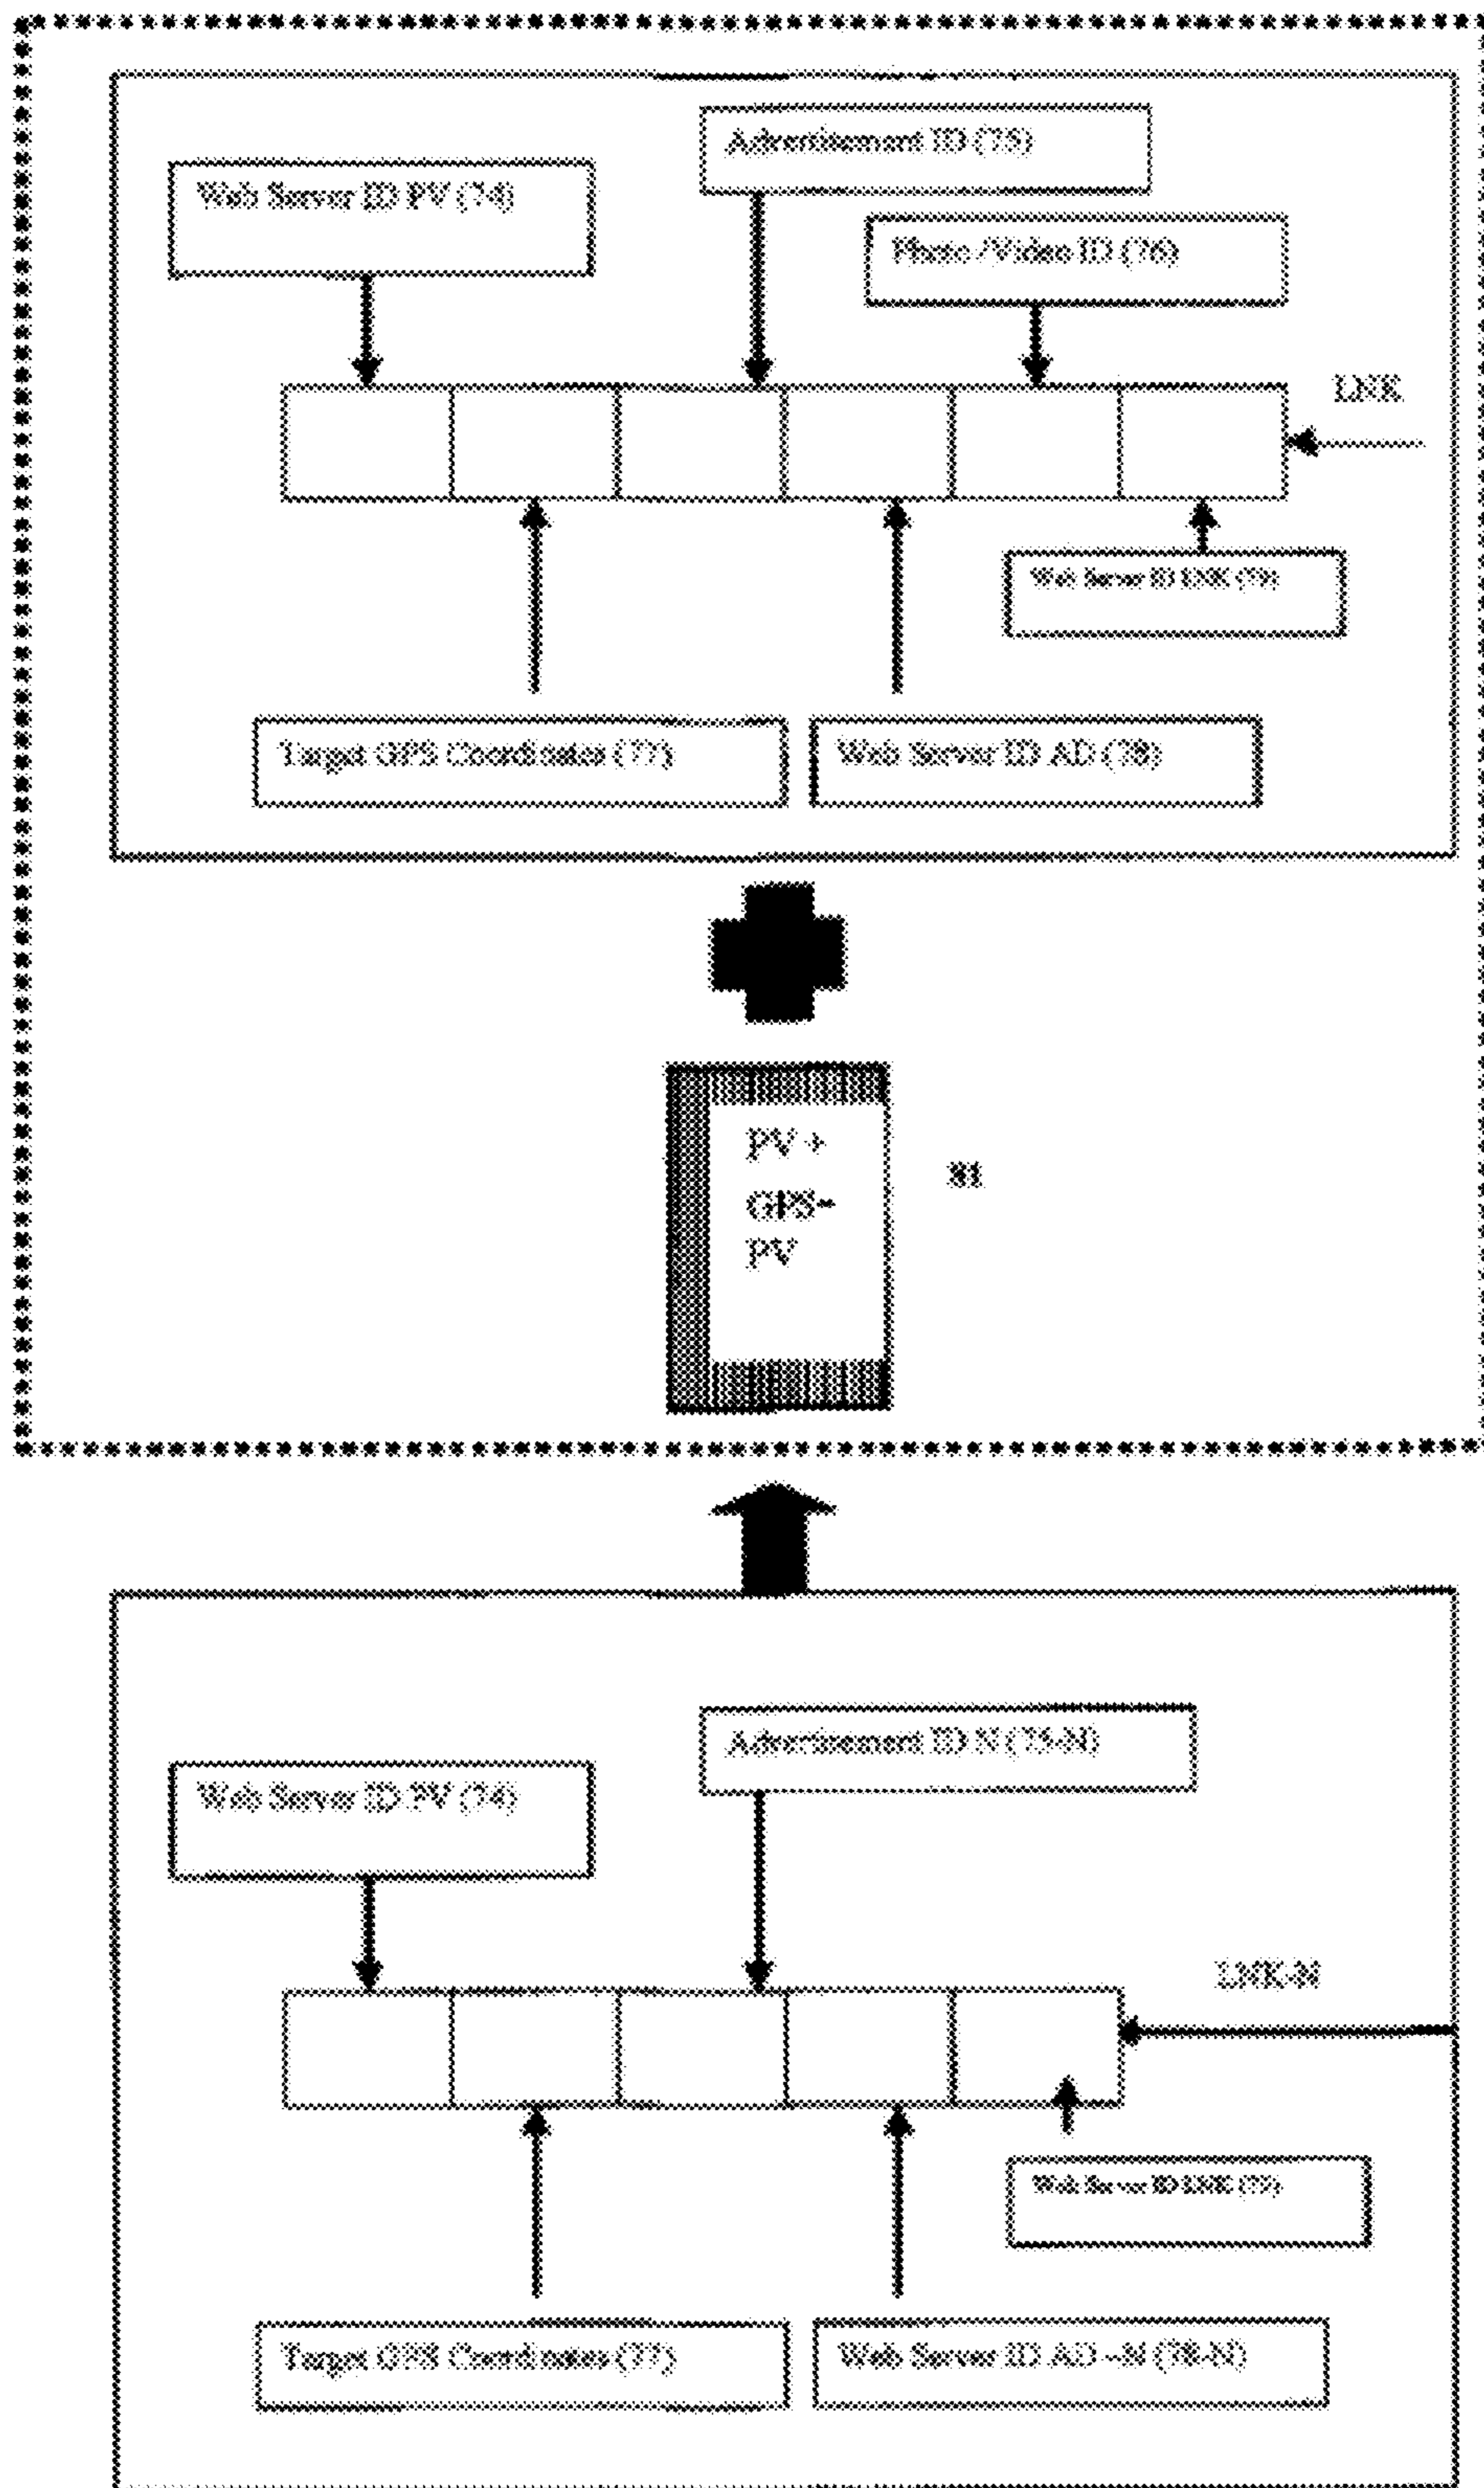 Advertisement ID (75)
Web Server ID PV (74)
Photo /Video ID (76)
LNK
Web Server ID LNK (79)
Target GPS Coordinates (77)
Web Server ID AD (78)
PV +
GPS-
PV
81
Advertizement ID N (75-N)
Web Server ID PV (74)
LNK-N
Web Server ID LNK (79)
Target GPS Coordinates (77)
Web Server ID AD -N (78-N)